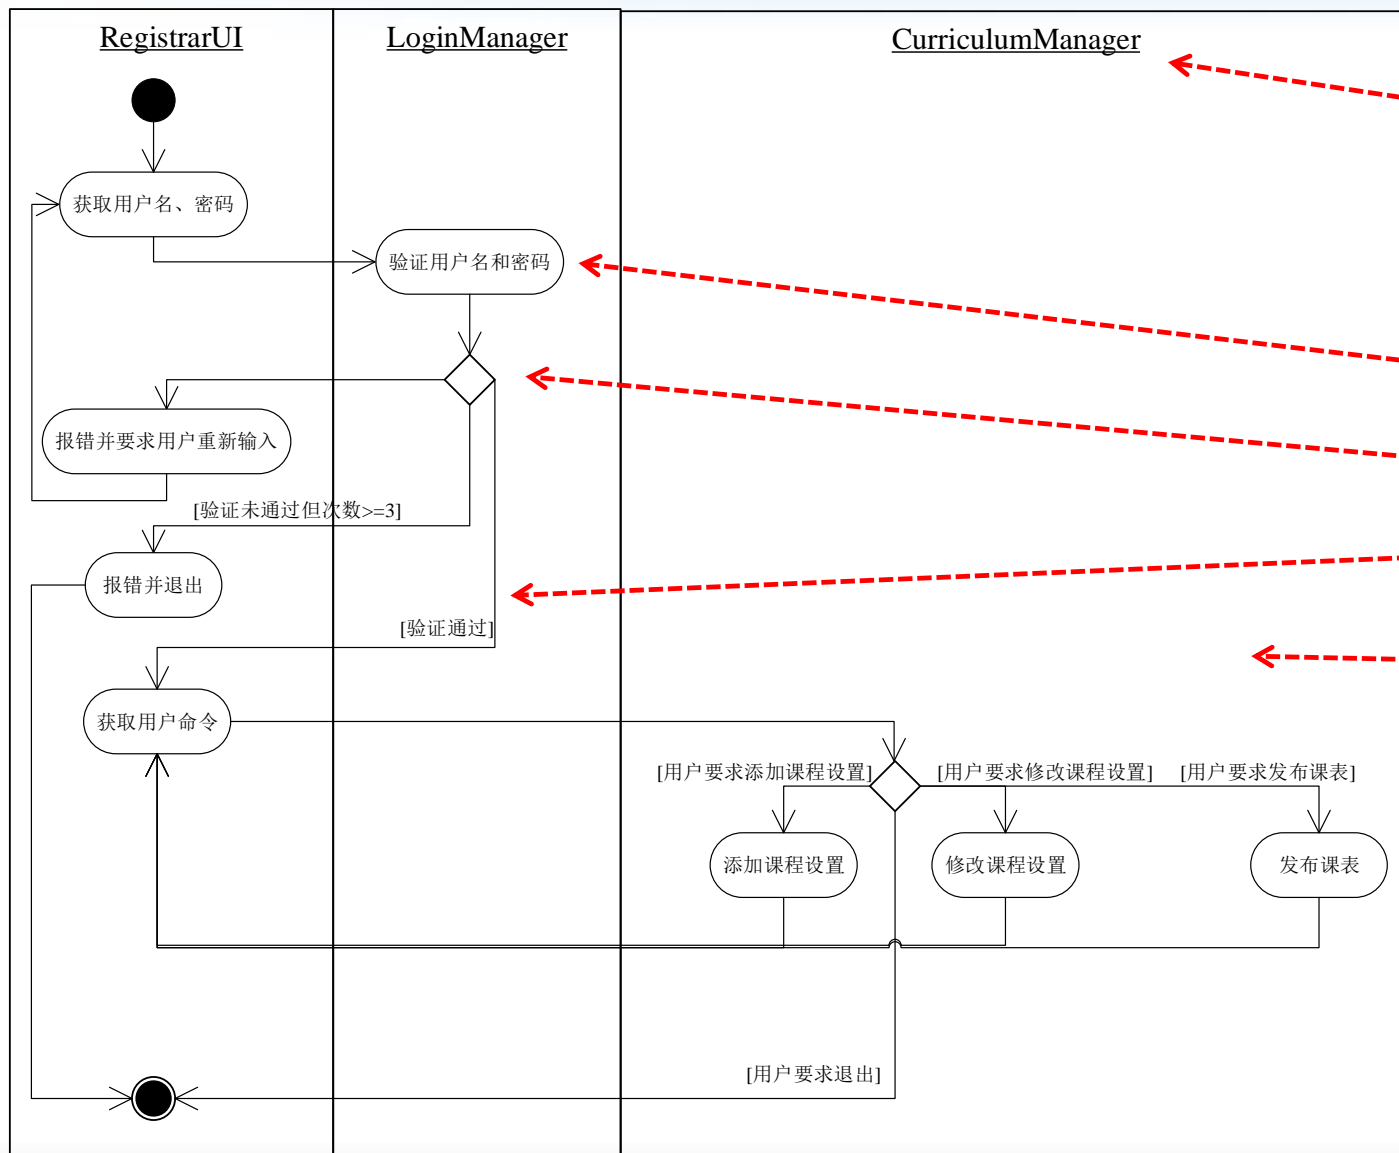 RegistrarUI
LoginManager
CurriculumManager
获取用户名、密码
验证用户名和密码
报错并要求用户重新输入
[验证未通过但次数>=3]
报错并退出
[验证通过]
获取用户命令
[用户要求添加课程设置]
[用户要求修改课程设置]
[用户要求发布课表]
添加课程设置
修改课程设置
发布课表
[用户要求退出]